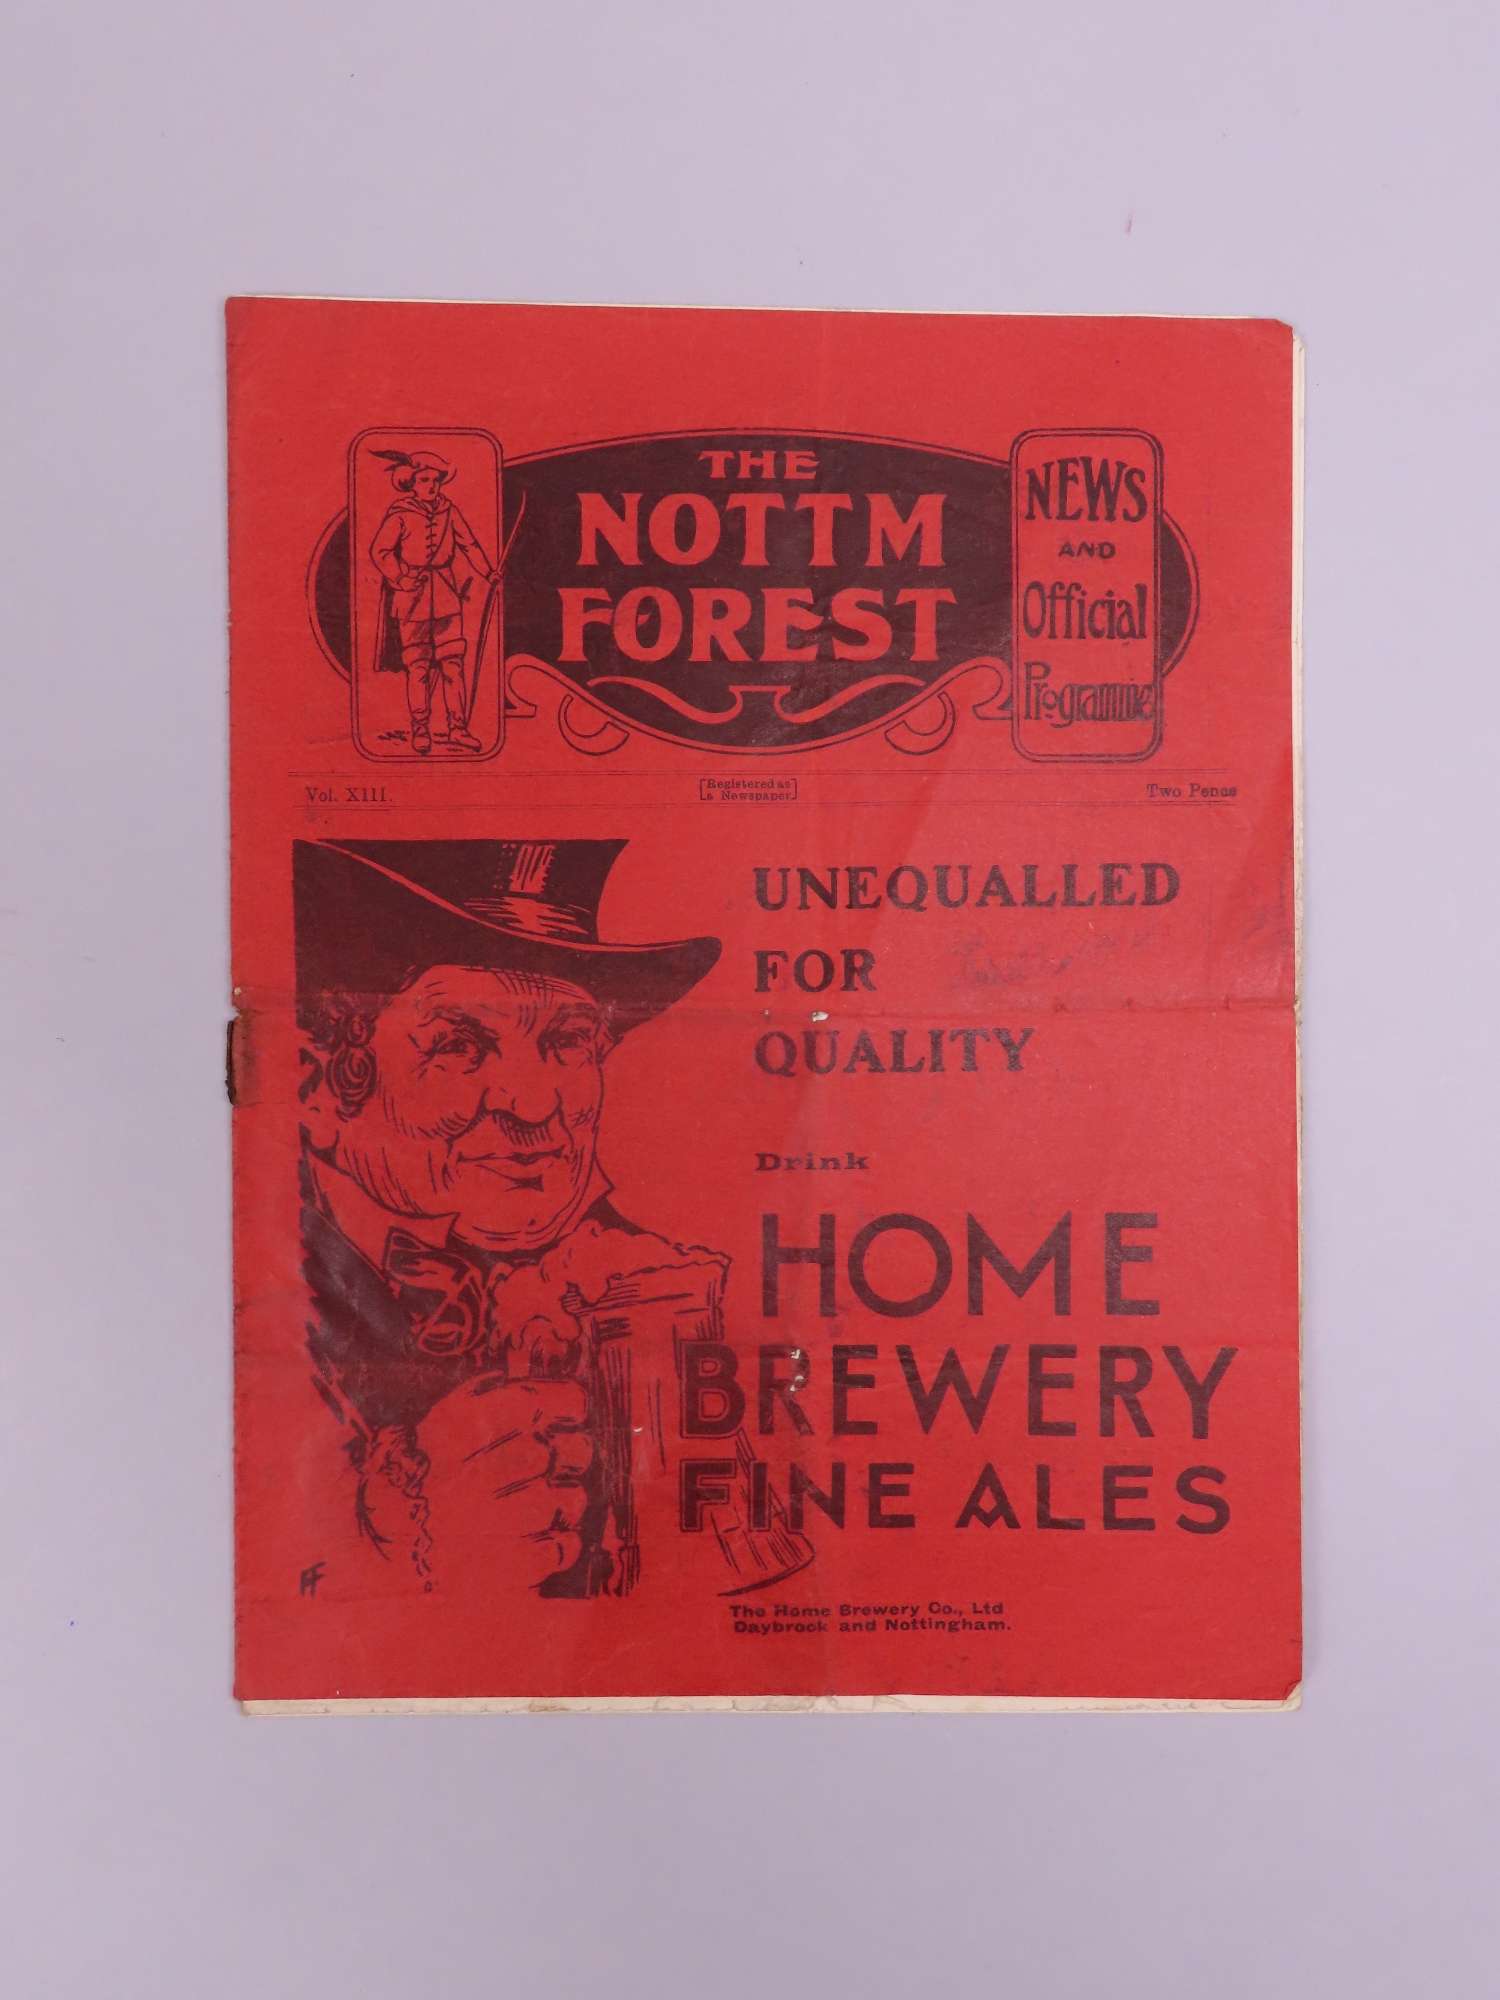 THE
NOTTM
FOREST
NEWS
AND
Official
Programme
Vol. XIII.
[Registered as
a Newspaper]
Two Pence
UNEQUALLED
FOR
QUALITY
Drink
HOME
BREWERY
FINE ALES
The Home Brewery Co., Ltd
Daybrook and Nottingham.